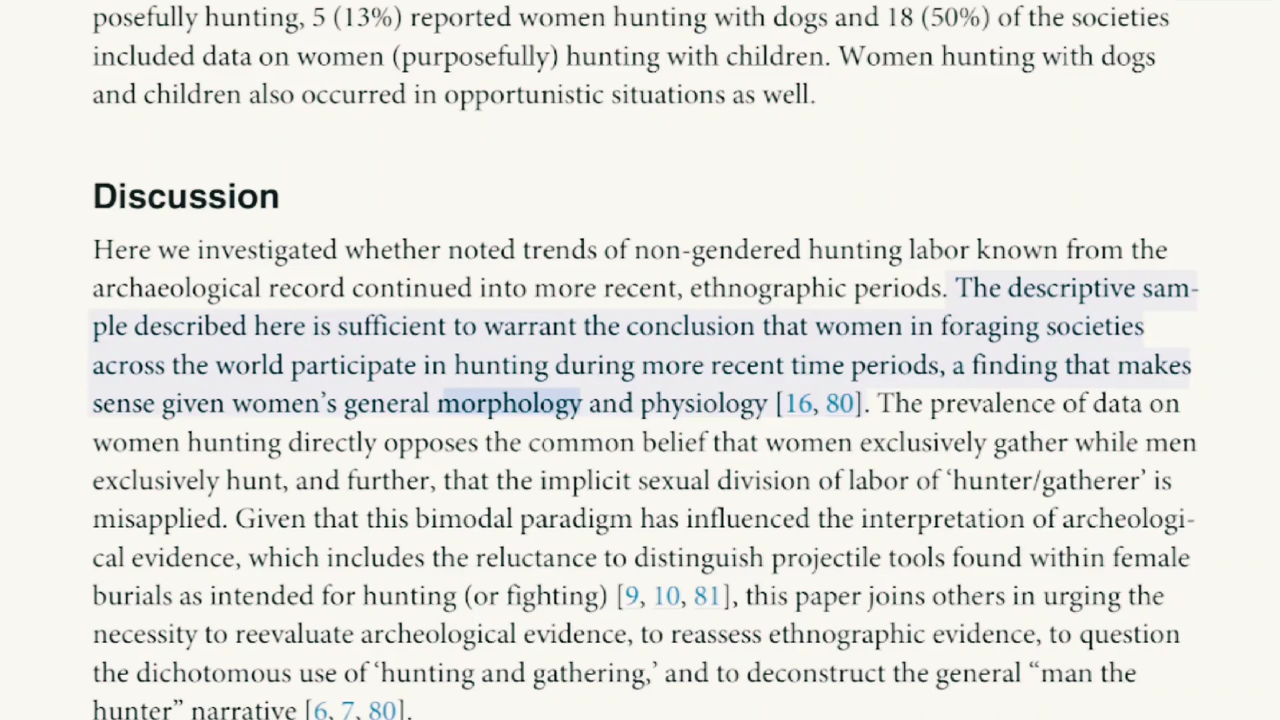 posefully hunting, 5 (13%) reported women hunting with dogs and 18 (50%) of the societies
included data on women (purposefully) hunting with children. Women hunting with dogs
and children also occurred in opportunistic situations as well.
Discussion
Here we investigated whether noted trends of non-gendered hunting labor known from the
archaeological record continued into more recent, ethnographic periods. The descriptive sam-
ple described here is sufficient to warrant the conclusion that women in foraging societies
across the world participate in hunting during more recent time periods, a finding that makes
sense given women’s general morphology and physiology [16, 80]. The prevalence of data on
women hunting directly opposes the common belief that women exclusively gather while men
exclusively hunt, and further, that the implicit sexual division of labor of ‘hunter/gatherer’ is
misapplied. Given that this bimodal paradigm has influenced the interpretation of archeologi-
cal evidence, which includes the reluctance to distinguish projectile tools found within female
burials as intended for hunting (or fighting) [9, 10, 81], this paper joins others in urging the
necessity to reevaluate archeological evidence, to reassess ethnographic evidence, to question
the dichotomous use of ‘hunting and gathering,’ and to deconstruct the general “man the
hunter” narrative [6, 7, 80].